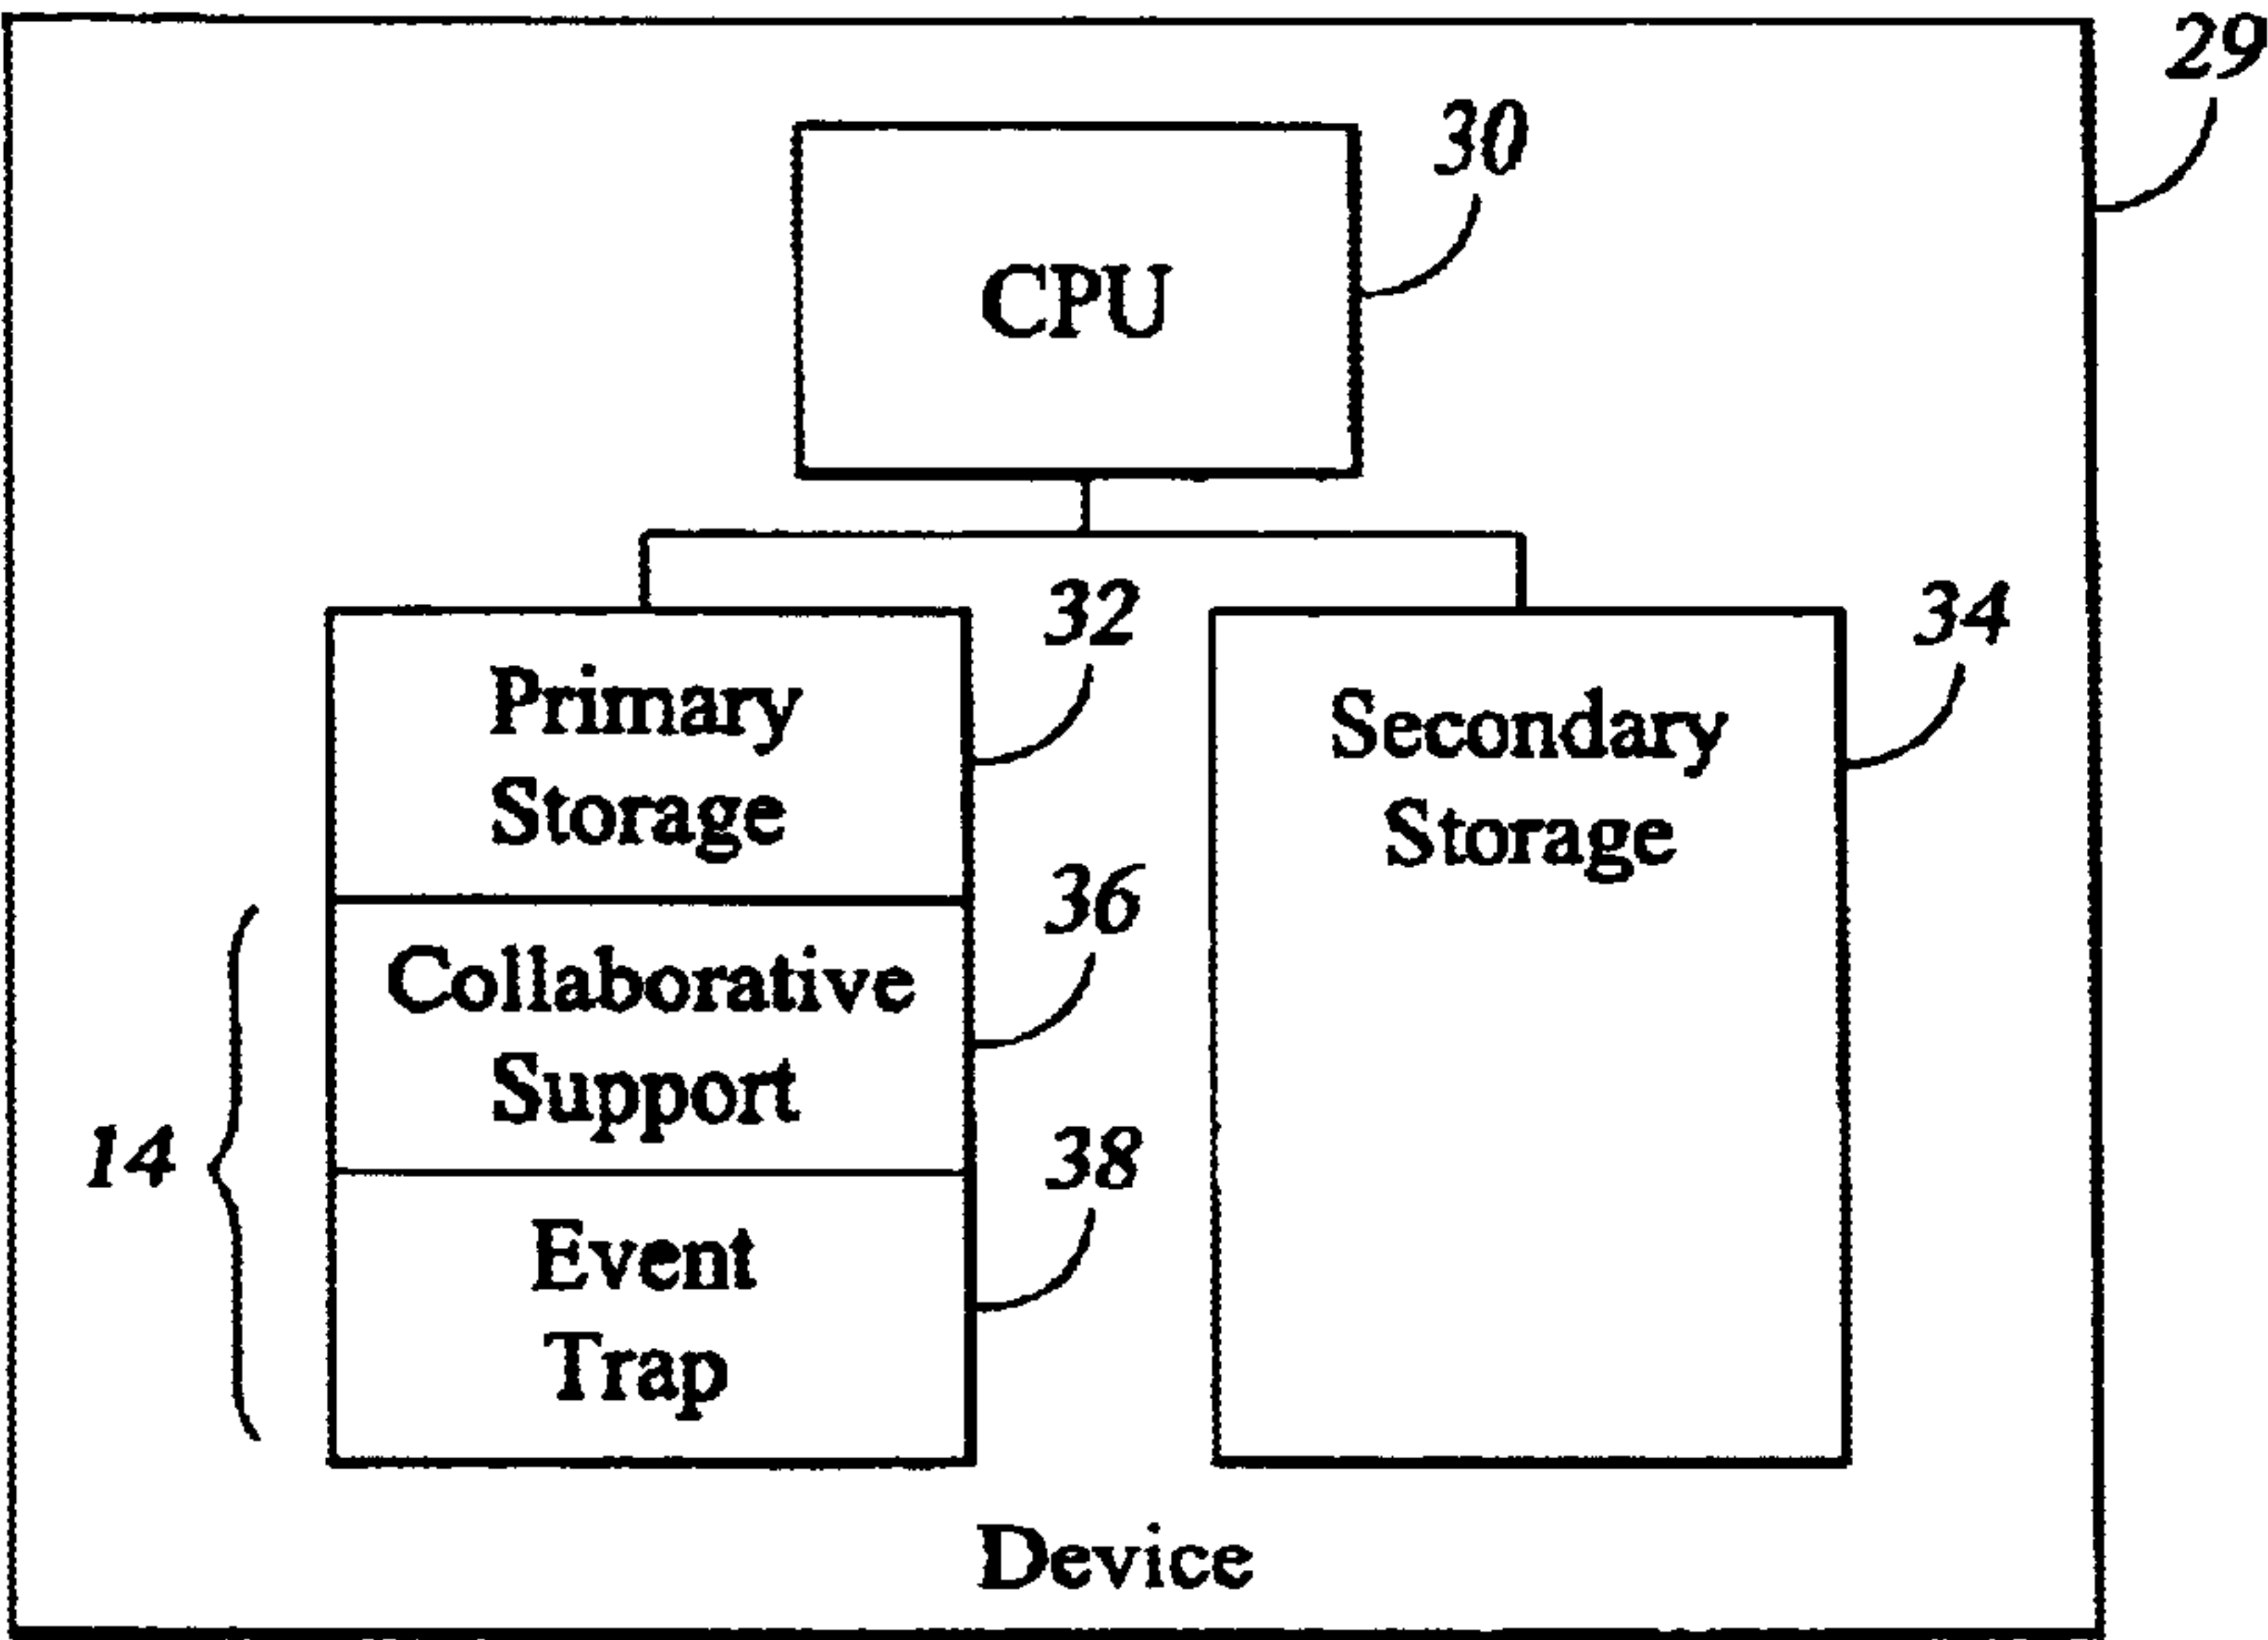 29
30
CPU
32
34
Primary
Storage
Secondary
Storage
36
Collaborative
Support
14
38
Event
Trap
Device